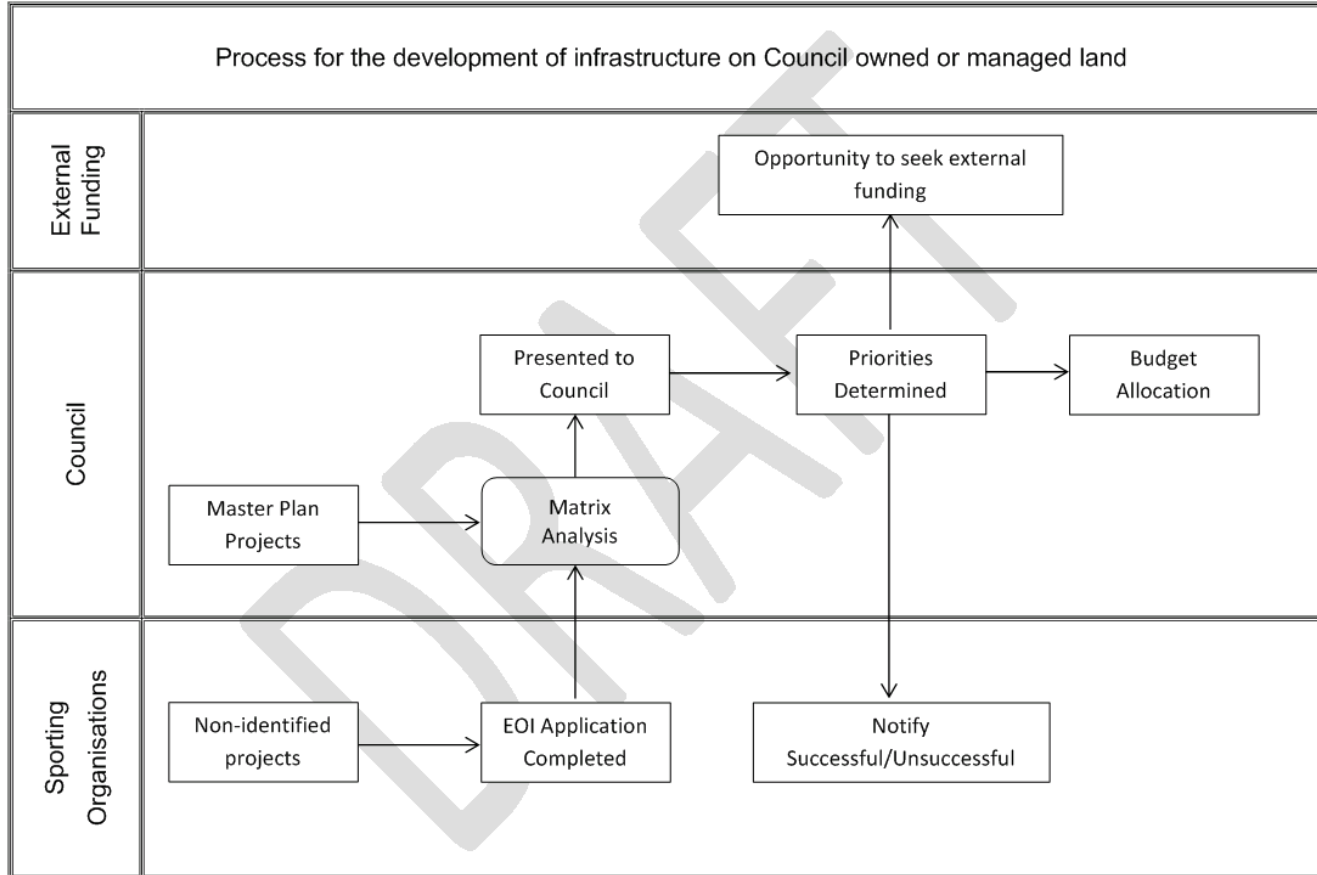 Process for the development of infrastructure on Council owned or managed land
External
Funding
Opportunity to seek external
funding
Council
Presented to
Council
Priorities
Determined
Budget
Allocation
Master Plan
Projects
Matrix
Analysis
Sporting
Organisations
Non-identified
projects
EOI Application
Completed
Notify
Successful/Unsuccessful
DRAFT